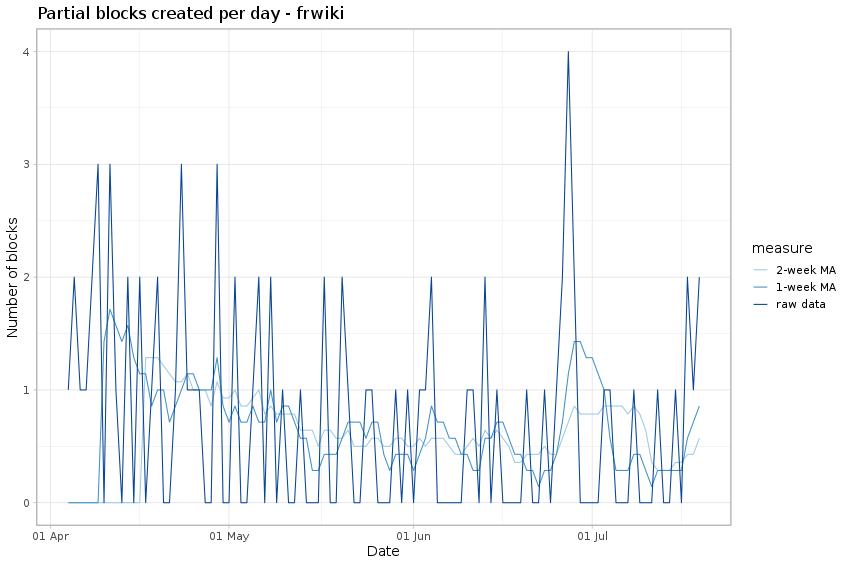 Partial blocks created per day - frwiki
4
3
2
1
0
Number of blocks
01 Apr
01 May
01 Jun
01 Jul
Date
measure
2-week MA
1-week MA
raw data